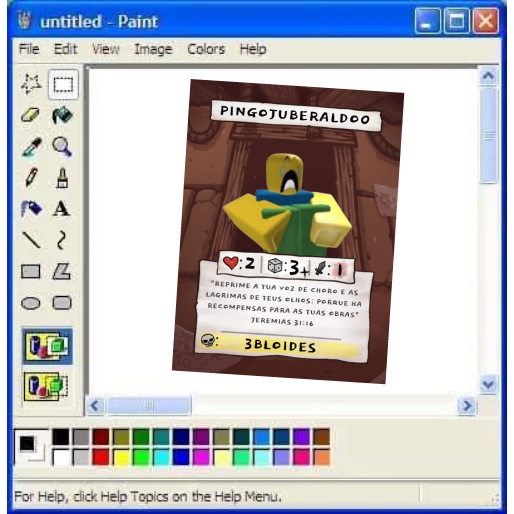 untitled - Paint
File Edit View Image Colors Help
A
PINGOJUBERALDOO
:2 :3+ :1
"REPRIME A TUA VOZ DE CHORO E AS
LAGRIMAS DE TEUS OLHOS: PORQUE HA
RECOMPENSAS PARA AS TUAS OBRAS"
JEREMIAS 31:16
: 3BLOIDES
For Help, click Help Topics on the Help Menu.